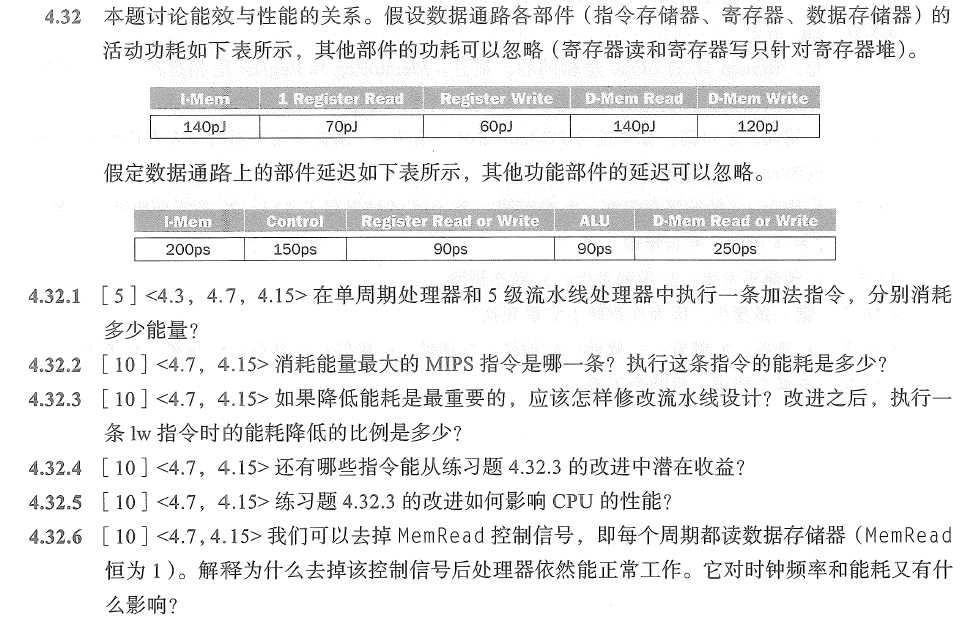 4.32 本题讨论能效与性能的关系。假设数据通路各部件（指令存储器、寄存器、数据存储器）的
活动功耗如下表所示，其他部件的功耗可以忽略（寄存器读和寄存器写只针对寄存器堆）。
I-Mem 1 Register Read Register Write D-Mem Read D-Mem Write
140pJ 70pJ 60pJ 140pJ 120pJ
假定数据通路上的部件延迟如下表所示，其他功能部件的延迟可以忽略。
I-Mem Control Register Read or Write ALU D-Mem Read or Write
200ps 150ps 90ps 90ps 250ps
4.32.1 ［5］<4.3，4.7，4.15> 在单周期处理器和 5 级流水线处理器中执行一条加法指令，分别消耗
多少能量？
4.32.2 ［10］<4.7，4.15> 消耗能量最大的 MIPS 指令是哪一条？执行这条指令的能耗是多少？
4.32.3 ［10］<4.7，4.15> 如果降低能耗是最重要的，应该怎样修改流水线设计？改进之后，执行一
条 lw 指令时的能耗降低的比例是多少？
4.32.4 ［10］<4.7，4.15> 还有哪些指令能从练习题 4.32.3 的改进中潜在收益？
4.32.5 ［10］<4.7，4.15> 练习题 4.32.3 的改进如何影响 CPU 的性能？
4.32.6 ［10］<4.7, 4.15> 我们可以去掉 MemRead 控制信号，即每个周期都读数据存储器（MemRead
恒为 1）。解释为什么去掉该控制信号后处理器依然能正常工作。它对时钟频率和能耗又有什
么影响？